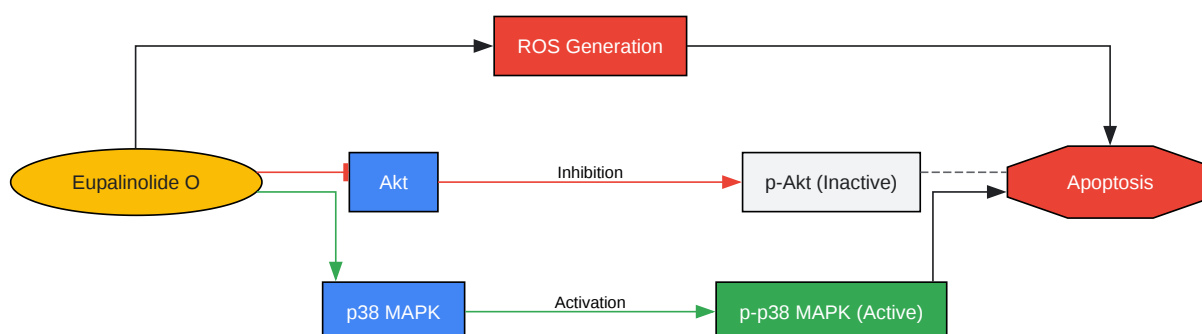 ROS Generation
Eupalinolide O
Akt
Inhibition
p-Akt (Inactive)
Apoptosis
p38 MAPK
Activation
p-p38 MAPK (Active)